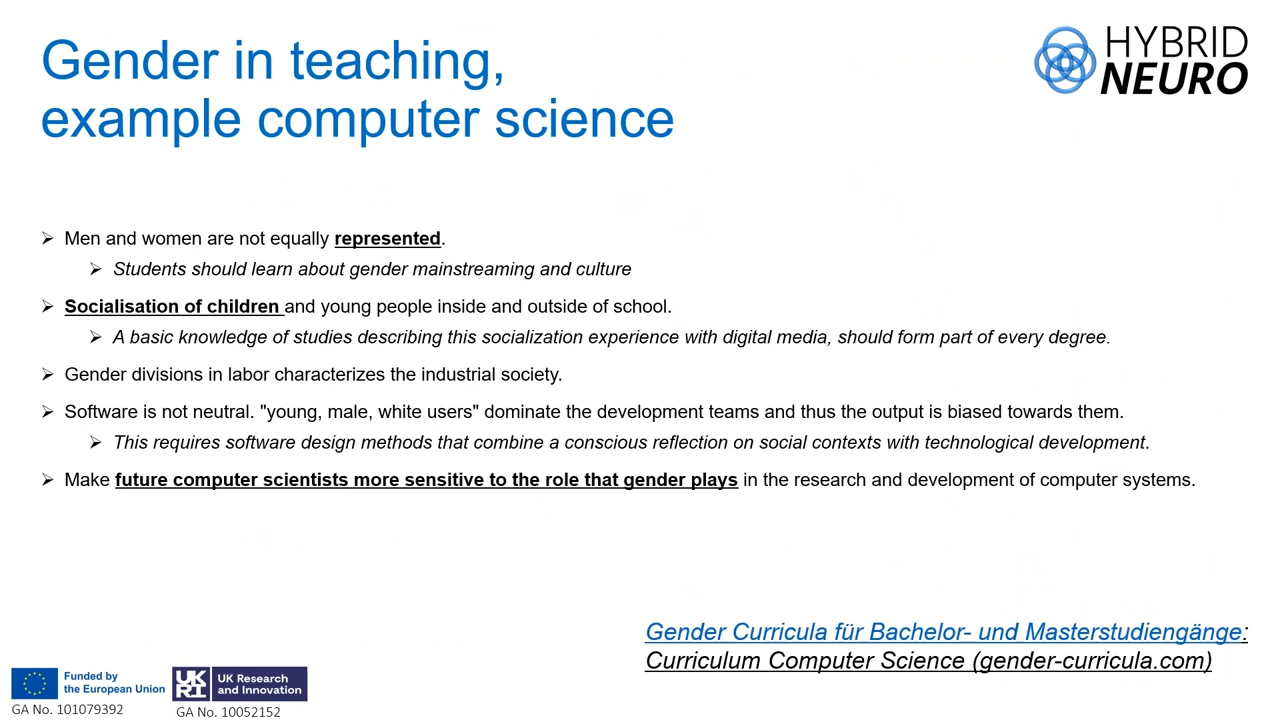 Gender in teaching,
example computer science
HYBRID
NEURO
Men and women are not equally represented.
Students should learn about gender mainstreaming and culture
Socialisation of children and young people inside and outside of school.
A basic knowledge of studies describing this socialization experience with digital media, should form part of every degree.
Gender divisions in labor characterizes the industrial society.
Software is not neutral. "young, male, white users" dominate the development teams and thus the output is biased towards them.
This requires software design methods that combine a conscious reflection on social contexts with technological development.
Make future computer scientists more sensitive to the role that gender plays in the research and development of computer systems.
Gender Curricula für Bachelor- und Masterstudiengänge:
Curriculum Computer Science (gender-curricula.com)
Funded by
the European Union
GA No. 101079392
UK
RI
UK Research
and Innovation
GA No. 10052152